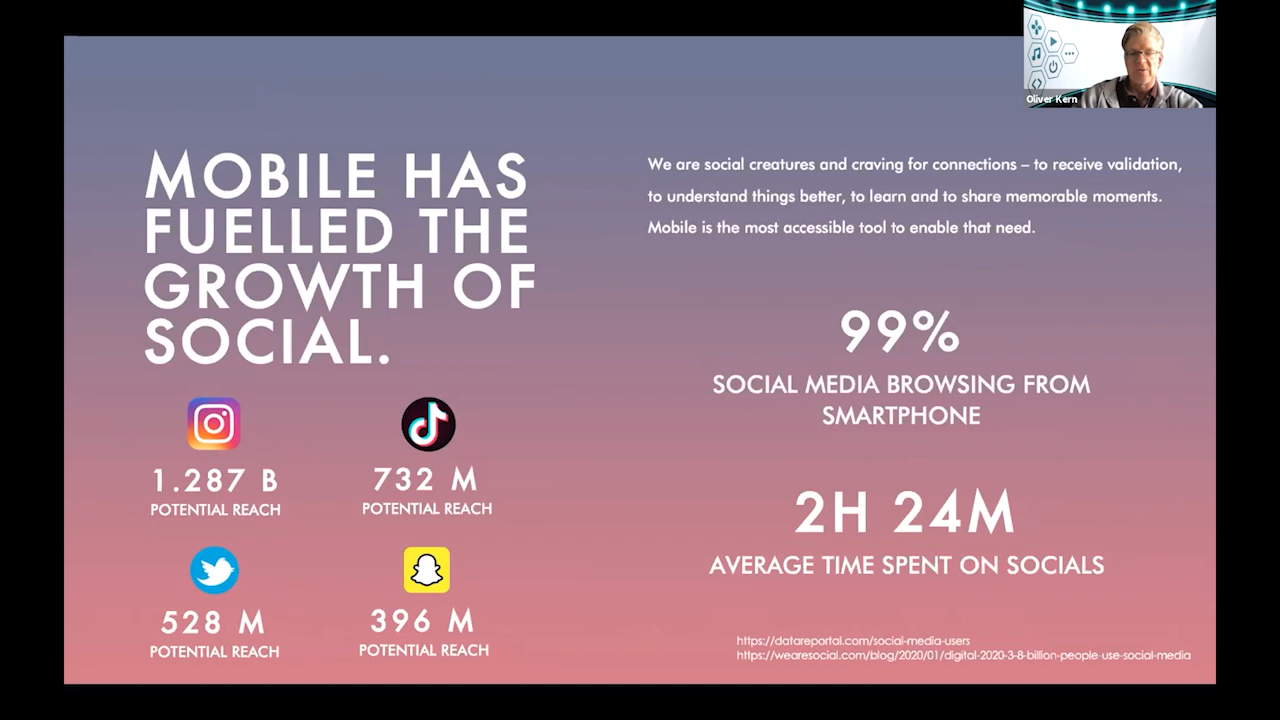 Oliver Kern
MOBILE HAS
FUELLED THE
GROWTH OF
SOCIAL.
1.287 B
POTENTIAL REACH
732 M
POTENTIAL REACH
528 M
POTENTIAL REACH
396 M
POTENTIAL REACH
We are social creatures and craving for connections – to receive validation,
to understand things better, to learn and to share memorable moments.
Mobile is the most accessible tool to enable that need.
99%
SOCIAL MEDIA BROWSING FROM
SMARTPHONE
2H 24M
AVERAGE TIME SPENT ON SOCIALS
https://datareportal.com/social-media-users
https://wearesocial.com/blog/2020/01/digital-2020-3-8-billion-people-use-social-media